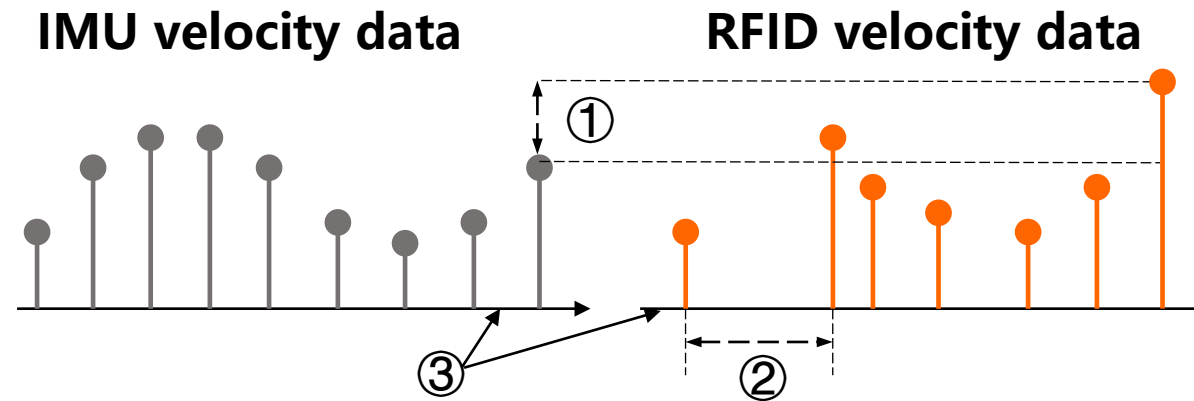 IMU velocity data
RFID velocity data
①
②
③